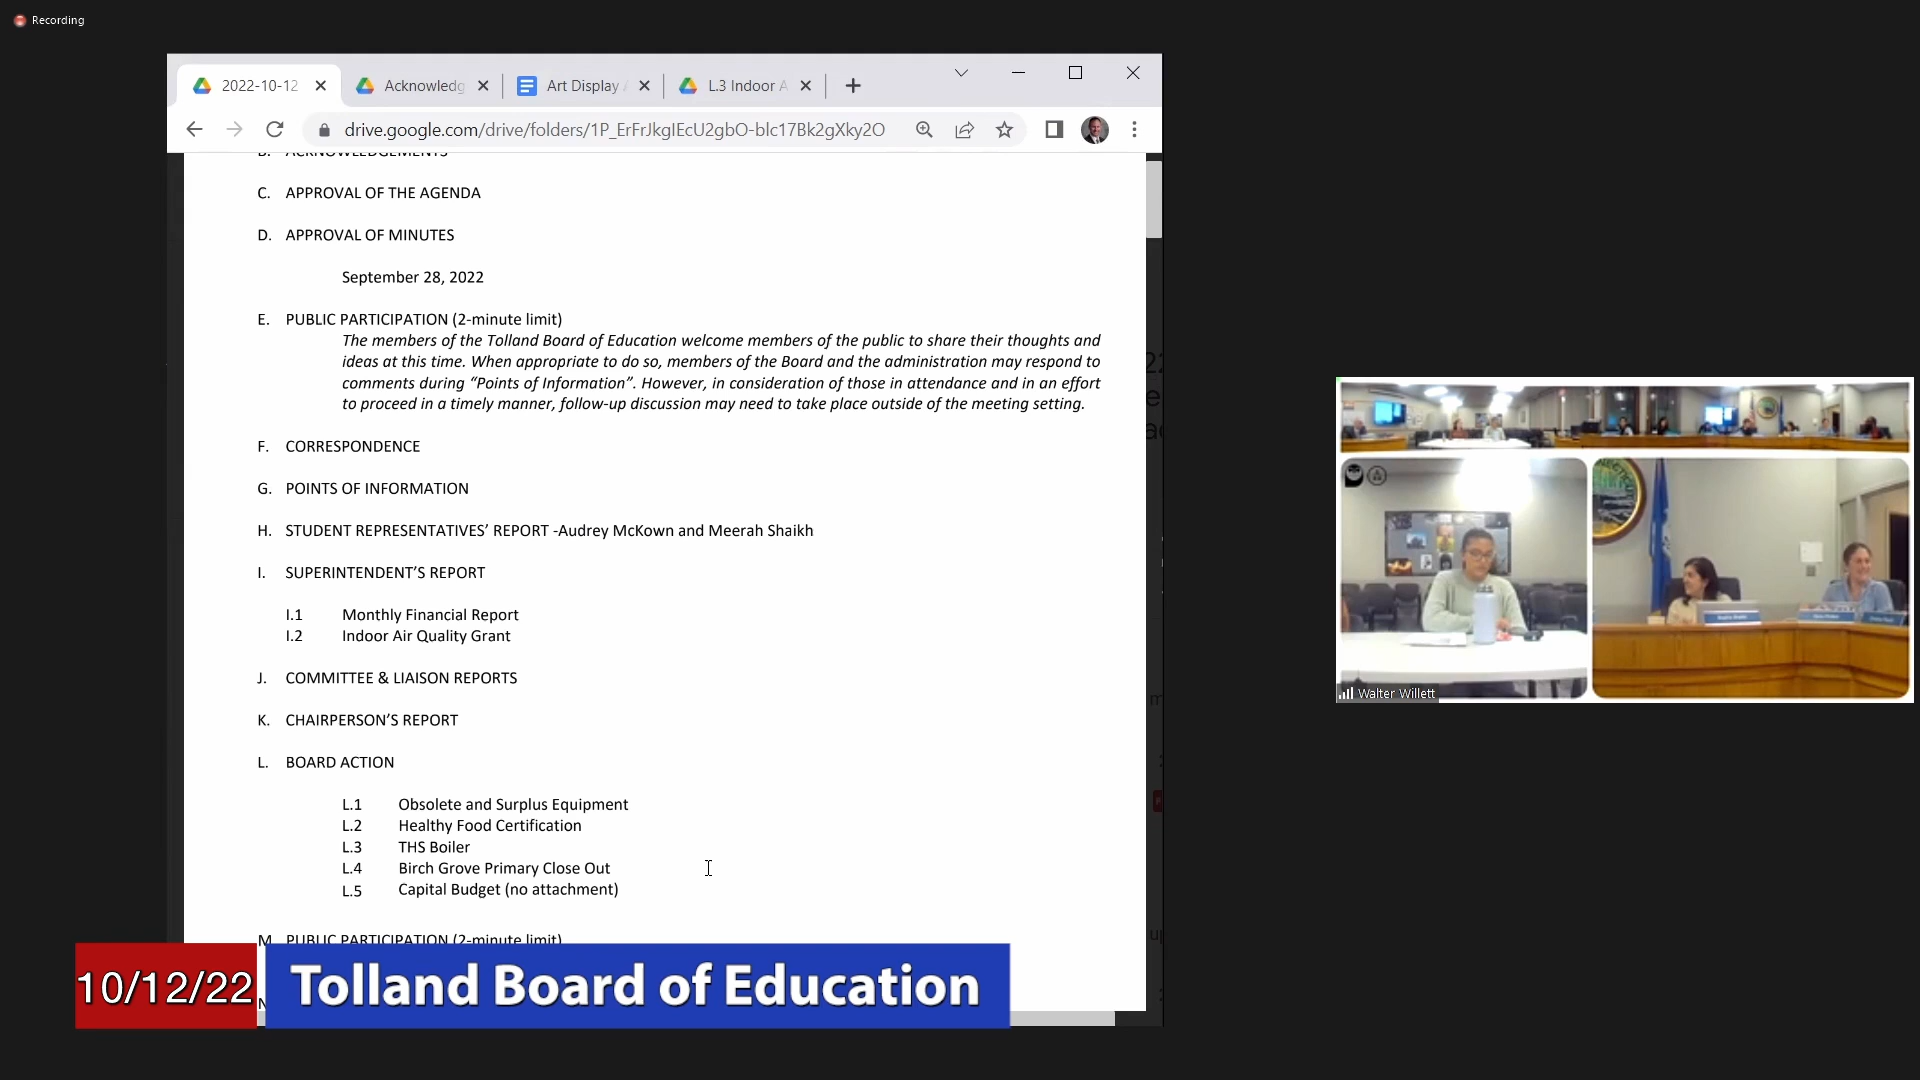 Recording
2022-10-12
Acknowledg
Art Display
L.3 Indoor A
drive.google.com/drive/folders/1P_ErFrJkgIEcU2gbO-blc17Bk2gXky2O
B. ACKNOWLEDGEMENTS
C. APPROVAL OF THE AGENDA
D. APPROVAL OF MINUTES
September 28, 2022
E. PUBLIC PARTICIPATION (2-minute limit)
The members of the Tolland Board of Education welcome members of the public to share their thoughts and
ideas at this time. When appropriate to do so, members of the Board and the administration may respond to
comments during “Points of Information”. However, in consideration of those in attendance and in an effort
to proceed in a timely manner, follow-up discussion may need to take place outside of the meeting setting.
F. CORRESPONDENCE
G. POINTS OF INFORMATION
H. STUDENT REPRESENTATIVES’ REPORT -Audrey McKown and Meerah Shaikh
I. SUPERINTENDENT’S REPORT
I.1 Monthly Financial Report
I.2 Indoor Air Quality Grant
J. COMMITTEE & LIAISON REPORTS
K. CHAIRPERSON’S REPORT
L. BOARD ACTION
L.1 Obsolete and Surplus Equipment
L.2 Healthy Food Certification
L.3 THS Boiler
L.4 Birch Grove Primary Close Out
L.5 Capital Budget (no attachment)
M. PUBLIC PARTICIPATION (2-minute limit)
10/12/22 Tolland Board of Education
Walter Willett